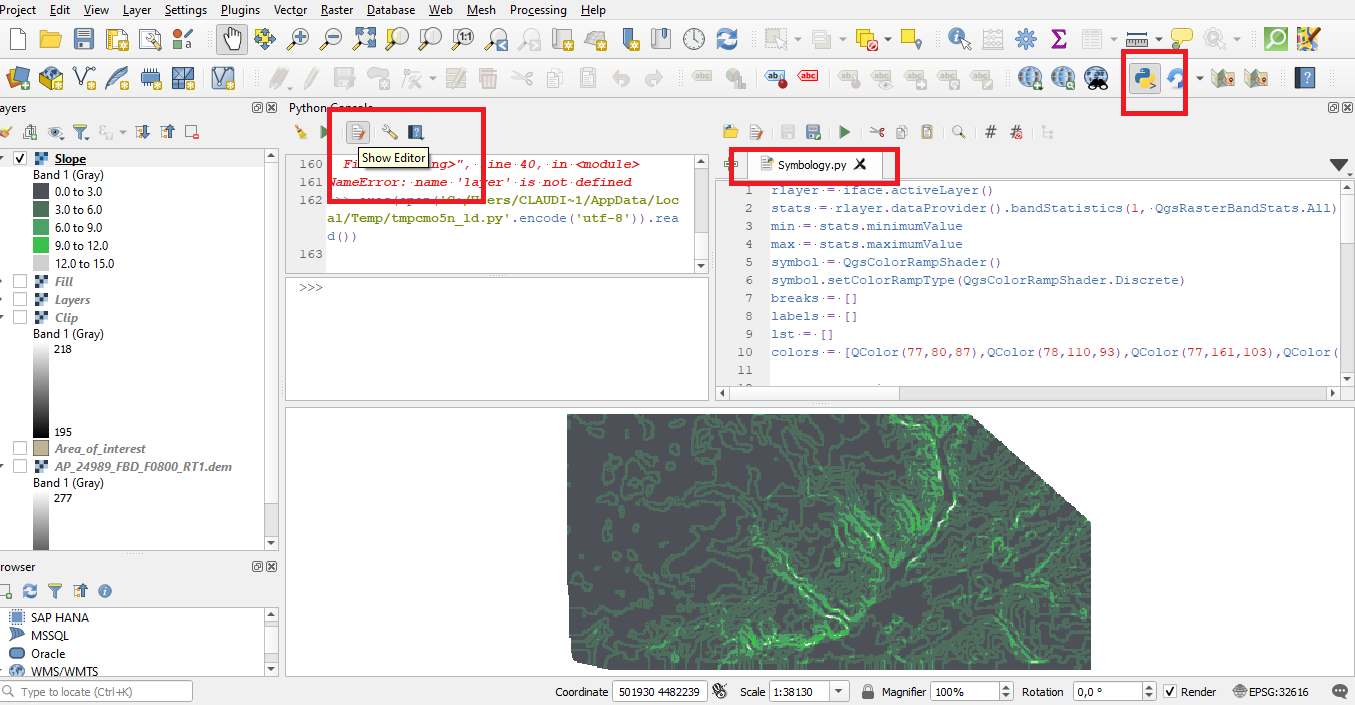 Project Edit View Layer Settings Plugins Vector Raster Database Web Mesh Processing Help
ayers
Slope
Band 1 (Gray)
0.0 to 3.0
3.0 to 6.0
6.0 to 9.0
9.0 to 12.0
12.0 to 15.0
Fill
Layers
Clip
Band 1 (Gray)
218
195
Area_of_interest
AP_24989_FBD_F0800_RT1.dem
Band 1 (Gray)
277
rowser
SAP HANA
MSSQL
Oracle
WMS/WMTS
Type to locate (Ctrl+K)
Python Console
Show Editor
160 ing>", line 40, in <module>
161 NameError: name 'layer' is not defined
162 >>> exec(open('C:/Users/CLAUDI~1/AppData/Lo
al/Temp/tmpcmo5n_1d.py'.encode('utf-8')).rea
d())
163
>>>
Symbology.py
1 rlayer = iface.activeLayer()
2 stats = rlayer.dataProvider().bandStatistics(1, QgsRasterBandStats.All)
3 min = stats.minimumValue
4 max = stats.maximumValue
5 symbol = QgsColorRampShader()
6 symbol.setColorRampType(QgsColorRampShader.Discrete)
7 breaks = []
8 labels = []
9 lst = []
10 colors = [QColor(77,80,87),QColor(78,110,93),QColor(77,161,103),QColor(
11
Coordinate 501930 4482239 Scale 1:38130 Magnifier 100% Rotation 0,0 ° Render EPSG:32616